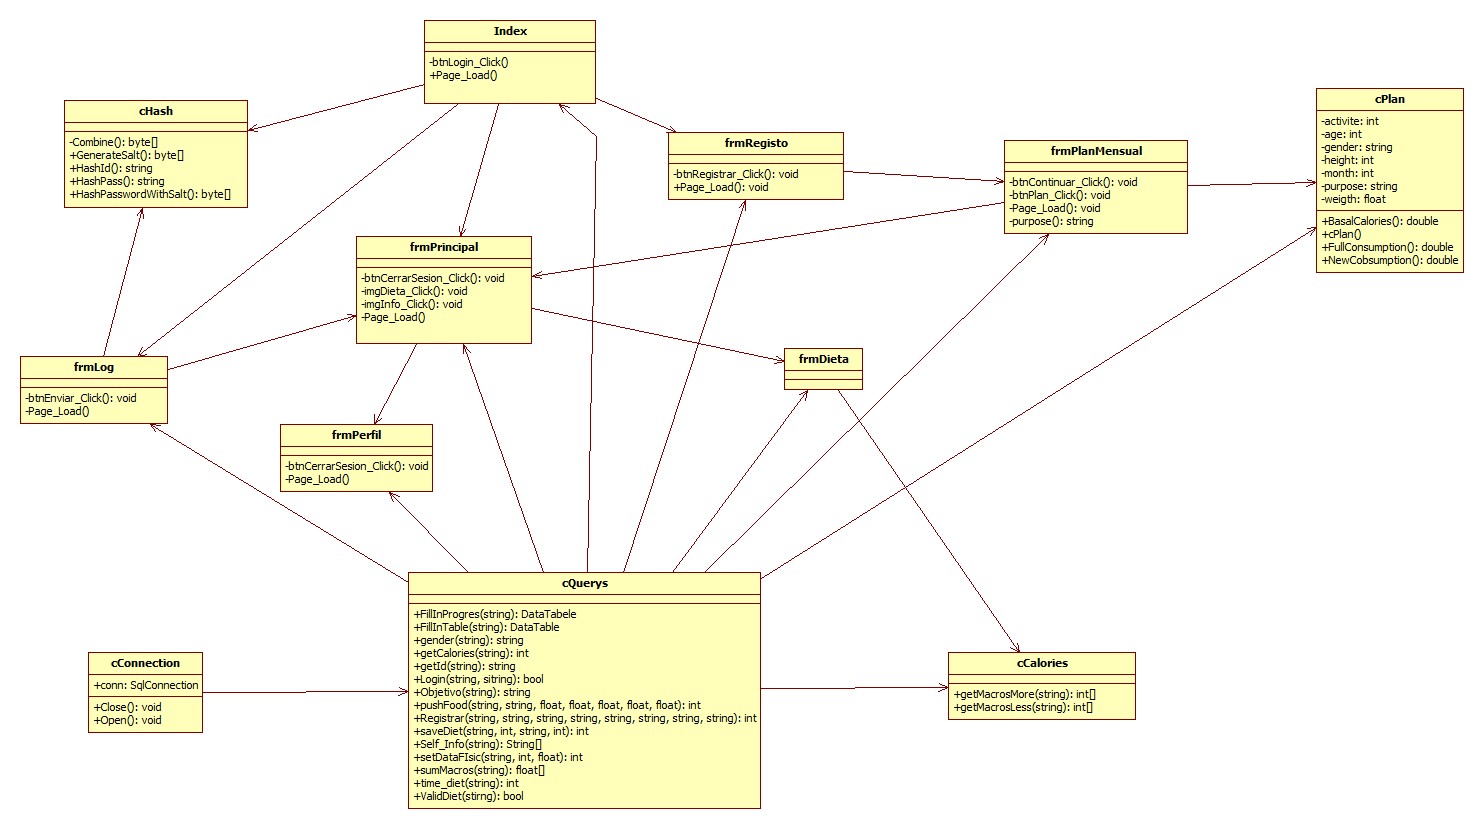 Index
-btnLogin_Click()
+Page_Load()
cHash
-Combine(): byte[]
+GenerateSalt(): byte[]
+HashId(): string
+HashPass(): string
+HashPasswordWithSalt(): byte[]
frmRegisto
-btnRegistrar_Click(): void
+Page_Load(): void
frmPlanMensual
-btnContinuar_Click(): void
-btnPlan_Click(): void
-Page_Load(): void
-purpose(): string
cPlan
-activite: int
-age: int
-gender: string
-height: int
-month: int
-purpose: string
-weigth: float
+BasalCalories(): double
+cPlan()
+FullConsumption(): double
+NewCobsumption(): double
frmPrincipal
-btnCerrarSesion_Click(): void
-imgDieta_Click(): void
-imgInfo_Click(): void
-Page_Load()
frmLog
-btnEnviar_Click(): void
-Page_Load()
frmDieta
frmPerfil
-btnCerrarSesion_Click(): void
-Page_Load()
cQuerys
+FillInProgres(string): DataTabele
+FillInTable(string): DataTable
+gender(string): string
+getCalories(string): int
+getId(string): string
+Login(string, sitring): bool
+Objetivo(string): string
+pushFood(string, string, float, float, float, float, float): int
+Registrar(string, string, string, string, string, string, string, string): int
+saveDiet(string, int, string, int): int
+Self_Info(string): String[]
+setDataFIsic(string, int, float): int
+sumMacros(string): float[]
+time_diet(string): int
+ValidDiet(stirng): bool
cConnection
+conn: SqlConnection
+Close(): void
+Open(): void
cCalories
+getMacrosMore(string): int[]
+getMacrosLess(string): int[]